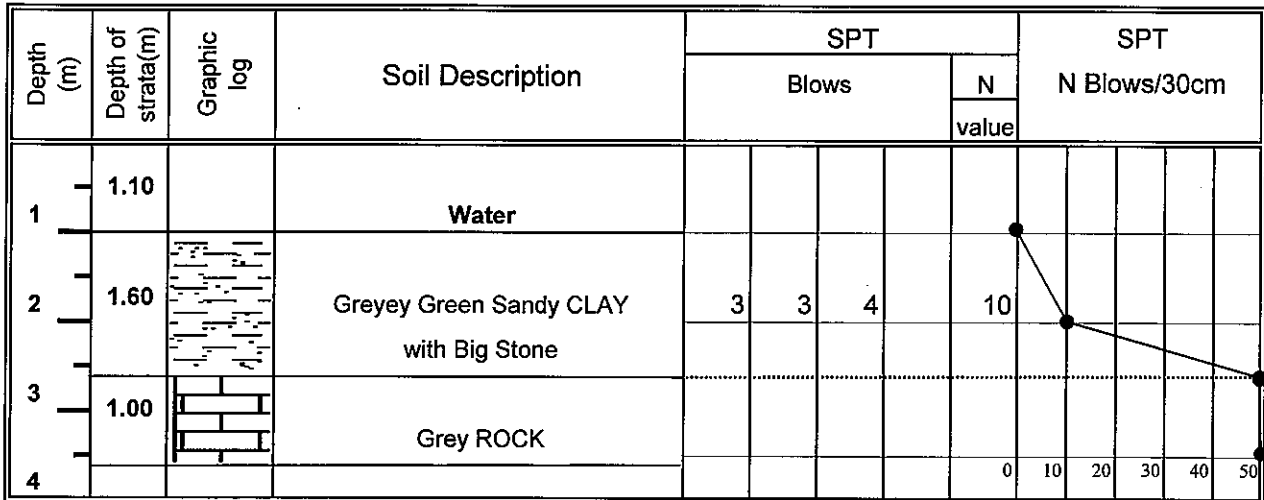 Depth (m)
Depth of strata(m)
Graphic log
Soil Description
SPT
Blows
N
value
SPT
N Blows/30cm
1.10
1
Water
2
1.60
Greyey Green Sandy CLAY
3 3 4 10
with Big Stone
3
1.00
Grey ROCK
0 10 20 30 40 50
4